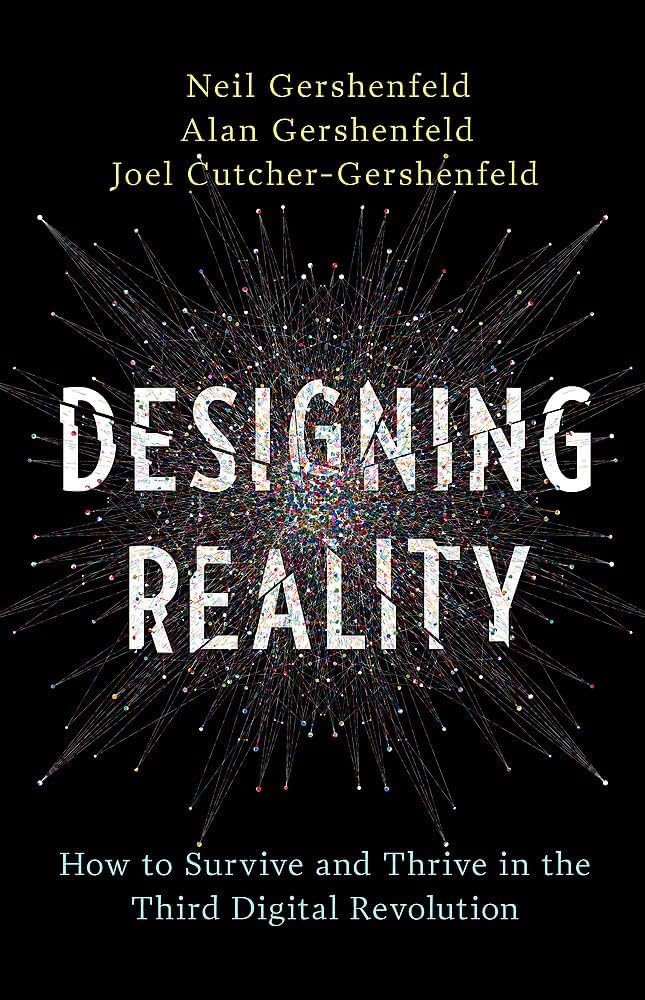 Neil Gershenfeld
Alan Gershenfeld
Joel Cutcher-Gershenfeld
DESIGNING
REALITY
How to Survive and Thrive in the
Third Digital Revolution